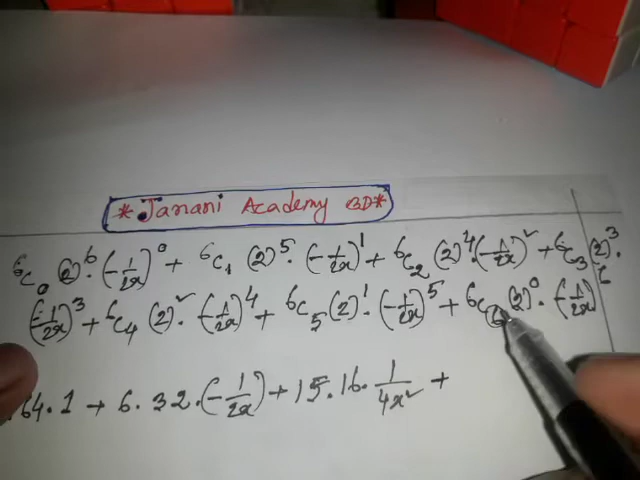 *Janani Academy BD*
⁶C₀ (2)⁶·(-1/2x)⁰ + ⁶C₁ (2)⁵·(-1/2x)¹ + ⁶C₂ (2)⁴·(-1/2x)² + ⁶C₃ (2)³·
(-1/2x)³ + ⁶C₄ (2)²·(-1/2x)⁴ + ⁶C₅ (2)¹·(-1/2x)⁵ + ⁶C₆ (2)⁰·(-1/2x)⁶
.64.1 + 6.32.(-1/2x) + 15.16.1/4x² +